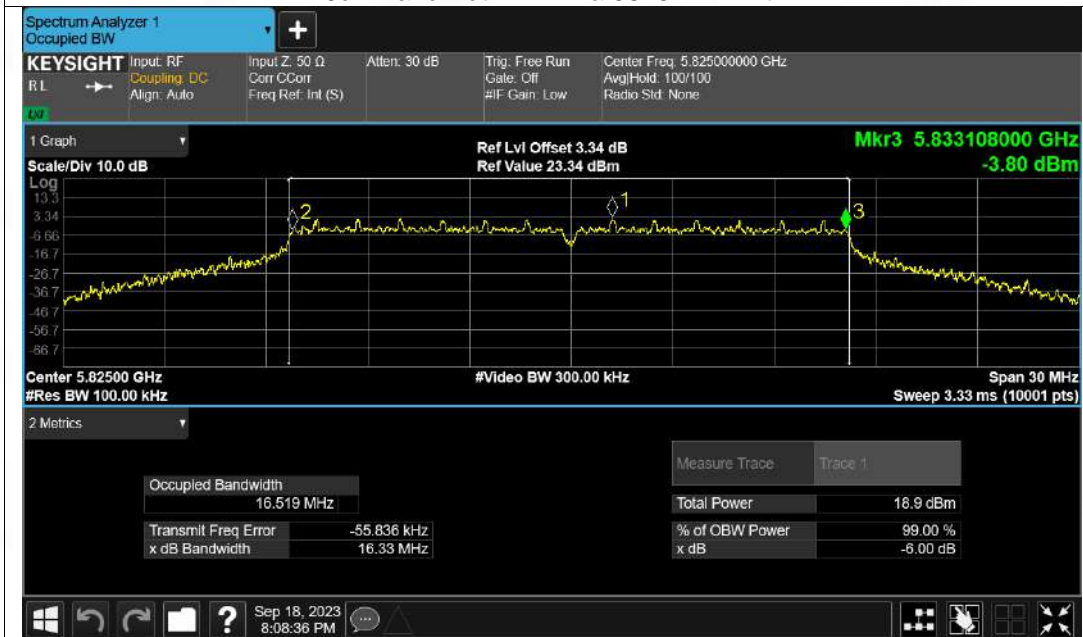 Spectrum Analyzer 1
Occupied BW
+
KEYSIGHT Input: RF Input Z: 50 Ω Atten: 30 dB Trig: Free Run Center Freq: 5.825000000 GHz
R L Coupling: DC Corr CCorr Gate: Off Avg|Hold: 100/100
Align: Auto Freq Ref: Int (S) #IF Gain: Low Radio Std: None
LXI
1 Graph Ref Lvl Offset 3.34 dB Mkr3 5.833108000 GHz
Scale/Div 10.0 dB Ref Value 23.34 dBm -3.80 dBm
Log
13.3
3.34
-6.66
-16.7
-26.7
-36.7
-46.7
-56.7
-66.7
2
1
3
Center 5.82500 GHz #Video BW 300.00 kHz Span 30 MHz
#Res BW 100.00 kHz Sweep 3.33 ms (10001 pts)
2 Metrics
Measure Trace Trace 1
Occupied Bandwidth
16.519 MHz Total Power 18.9 dBm
Transmit Freq Error -55.836 kHz % of OBW Power 99.00 %
x dB Bandwidth 16.33 MHz x dB -6.00 dB
? Sep 18, 2023
8:08:36 PM